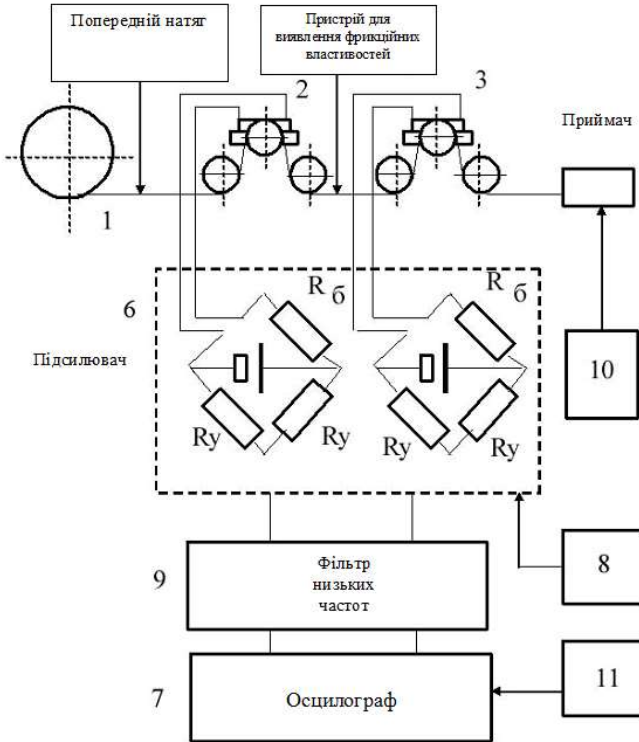 Попередній натяг
Пристрій для
виявлення фрикційних
властивостей
2
3
Приймач
1
6
R б
R б
Підсилювач
10
Ry
Ry
Ry
Ry
9
Фільтр
низьких
частот
8
7
Осцилограф
11